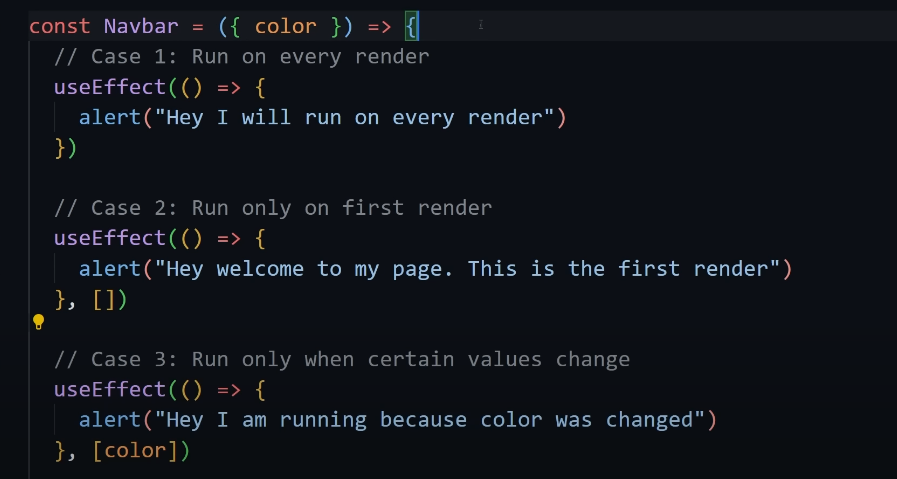 const Navbar = ({ color }) => {
// Case 1: Run on every render
useEffect(() => {
alert("Hey I will run on every render")
})
// Case 2: Run only on first render
useEffect(() => {
alert("Hey welcome to my page. This is the first render")
}, [])
// Case 3: Run only when certain values change
useEffect(() => {
alert("Hey I am running because color was changed")
}, [color])